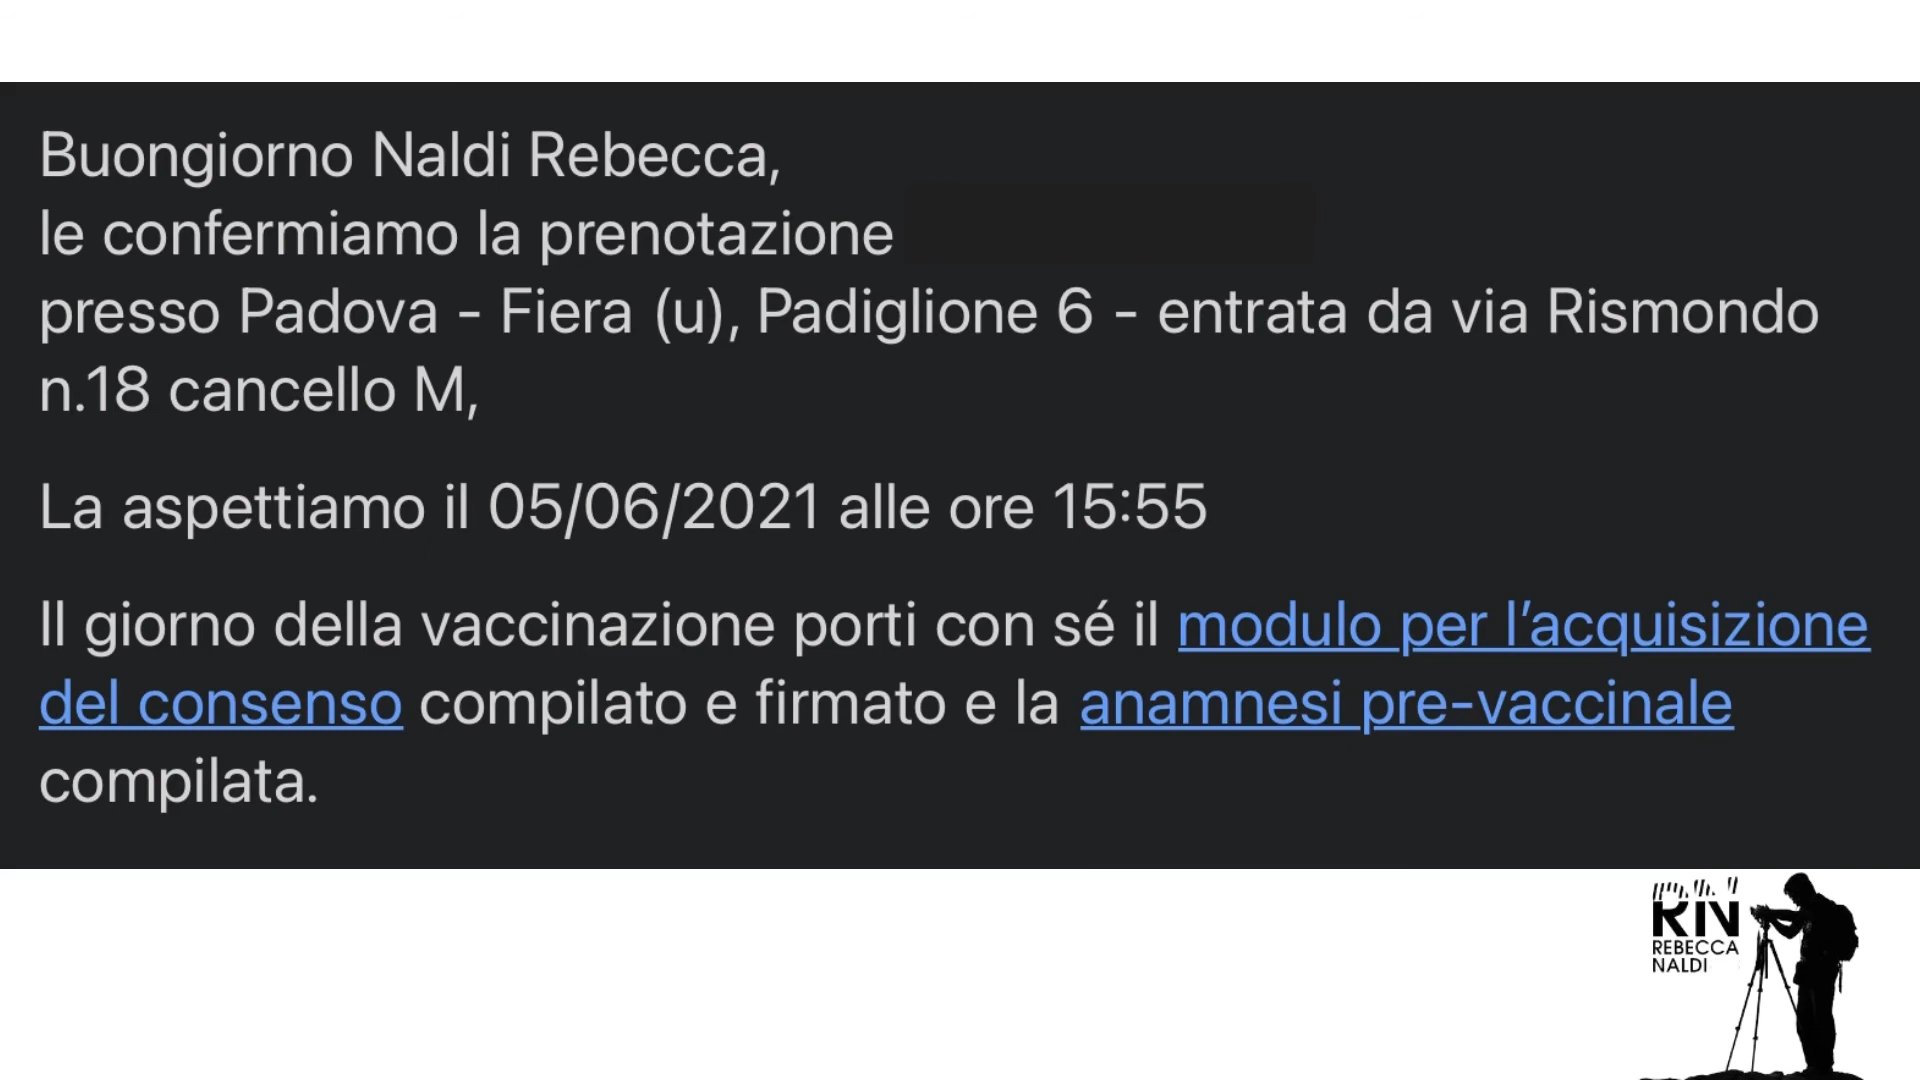 Buongiorno Naldi Rebecca,
le confermiamo la prenotazione
presso Padova - Fiera (u), Padiglione 6 - entrata da via Rismondo
n.18 cancello M,
La aspettiamo il 05/06/2021 alle ore 15:55
Il giorno della vaccinazione porti con sé il modulo per l’acquisizione
del consenso compilato e firmato e la anamnesi pre-vaccinale
compilata.
RN
REBECCA
NALDI